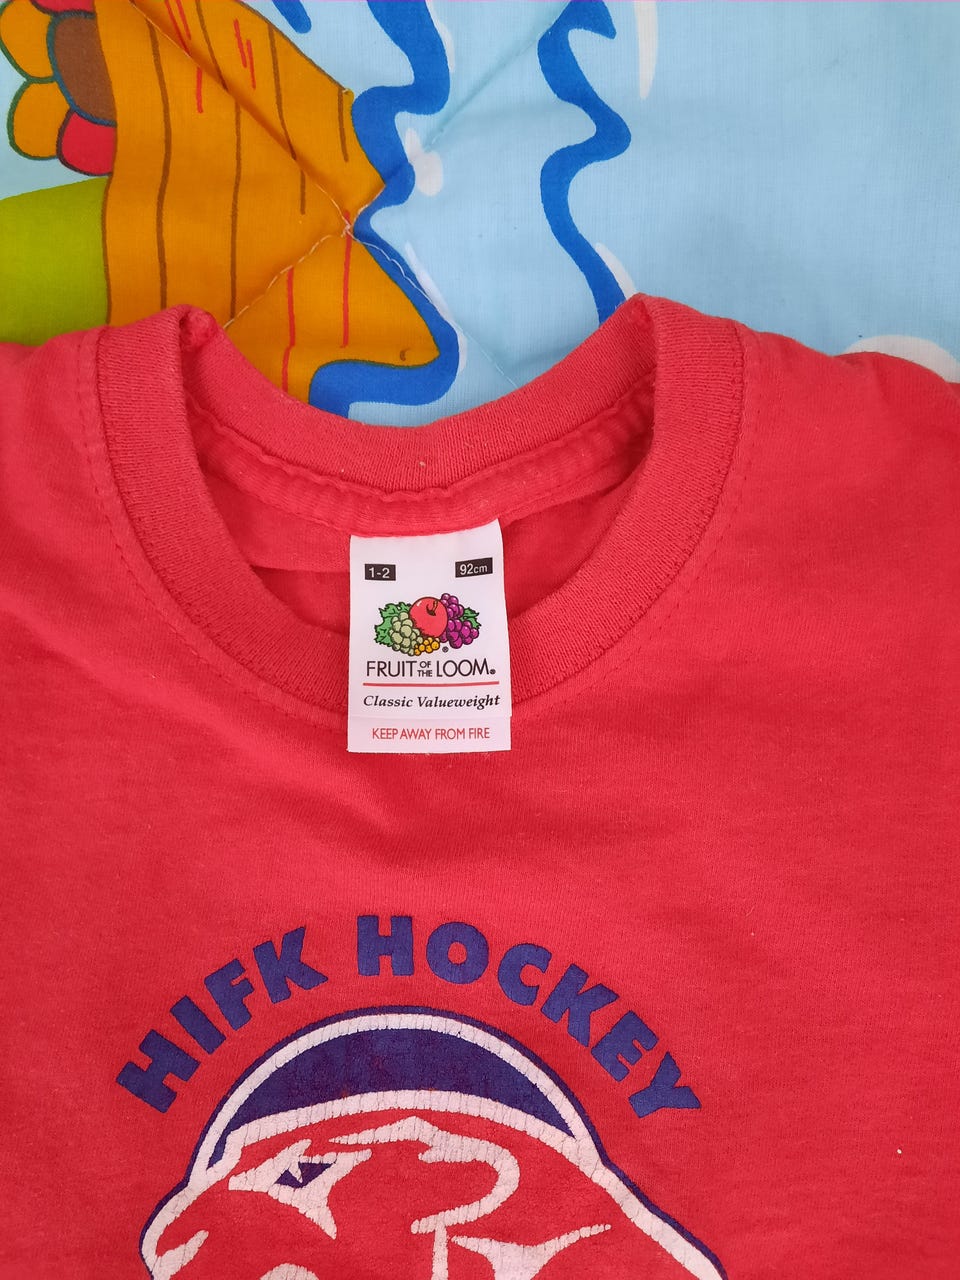 1-2 92cm
FRUIT OF THE LOOM®
Classic Valueweight
KEEP AWAY FROM FIRE
HIFK HOCKEY